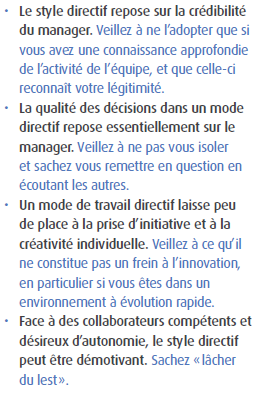 • Le style directif repose sur la crédibilité
du manager. Veillez à ne l'adopter que si
vous avez une connaissance approfondie
de l'activité de l'équipe, et que celle-ci
reconnaît votre légitimité.
• La qualité des décisions dans un mode
directif repose essentiellement sur le
manager. Veillez à ne pas vous isoler
et sachez vous remettre en question en
écoutant les autres.
• Un mode de travail directif laisse peu
de place à la prise d'initiative et à la
créativité individuelle. Veillez à ce qu'il
ne constitue pas un frein à l'innovation,
en particulier si vous êtes dans un
environnement à évolution rapide.
• Face à des collaborateurs compétents et
désireux d'autonomie, le style directif
peut être démotivant. Sachez « lâcher
du lest ».